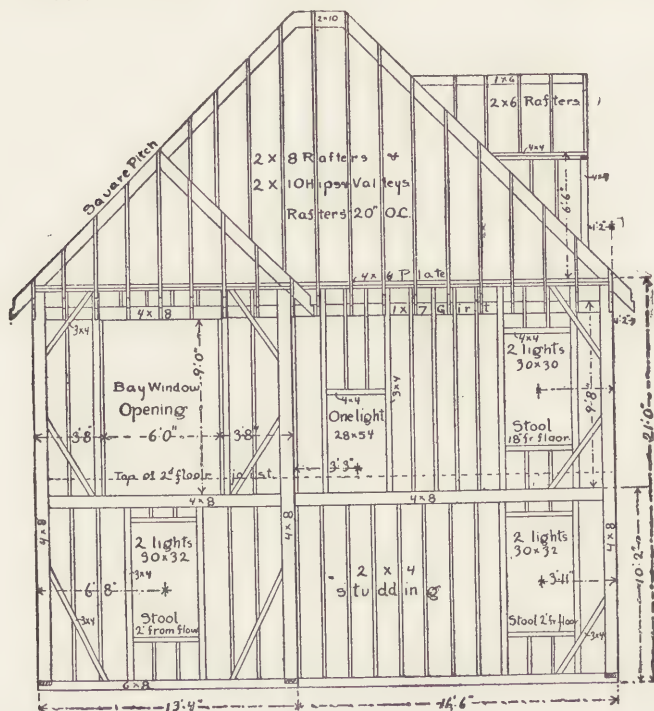 2×10
1×6
2×6 Rafters
Square Pitch
4×4
2 × 8 Rafters &
2 × 10 Hips & Valleys
Rafters 20" O.C.
6'-6"
4'-2"
4×6 Plate
4 × 8
1×7 Girt
4'-2"
3×4
4×4
2 lights
30×30
9'-0"
9'-8"
21'-0"
Bay Window
Opening
3×4
4×4
One light
28×54
Stool
18" fr floor
3'-8"
6'-0"
3'-8"
3'-3"
Top of 2d floor joist
4×8
4×8
4×8
4×8
4×8
2 lights
30×32
2 lights
30×32
10'-2"
3×4
2 × 4
studding
6'-8"
3'-11"
3×4
Stool
2' from floor
Stool 2' fr floor
3×4
6×8
13'-4"